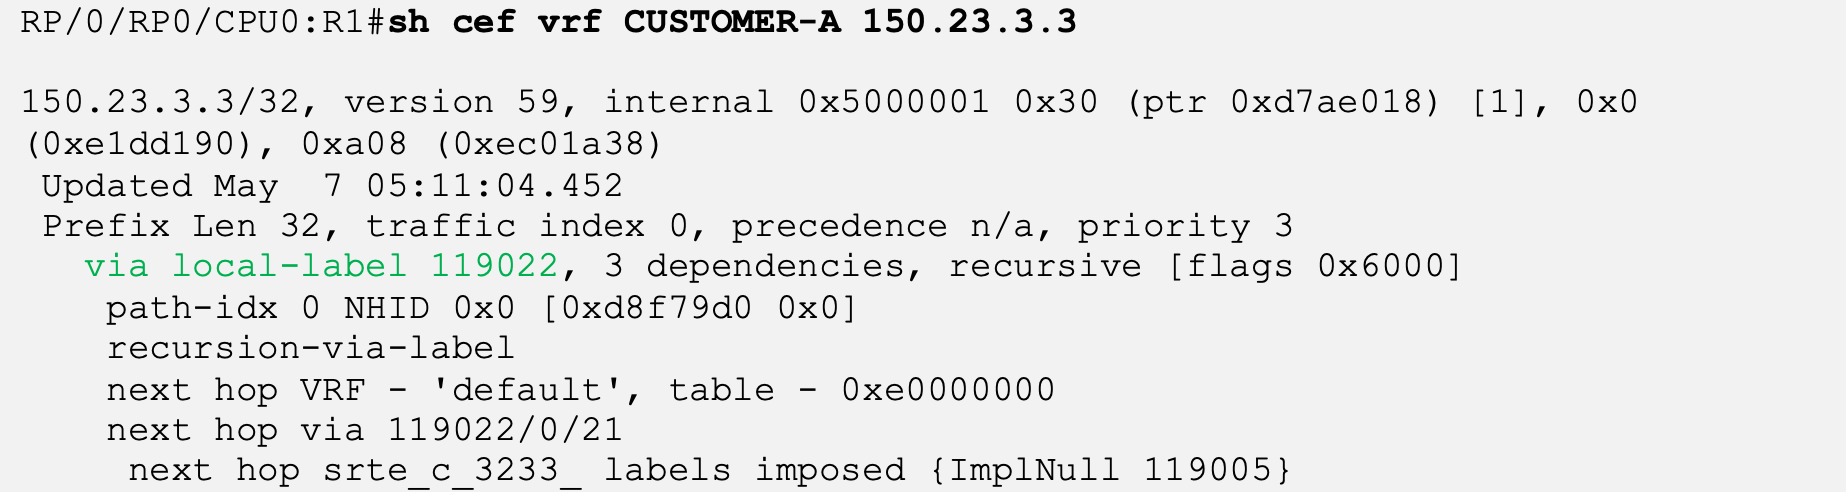 RP/0/RP0/CPU0:R1#sh cef vrf CUSTOMER-A 150.23.3.3
150.23.3.3/32, version 59, internal 0x5000001 0x30 (ptr 0xd7ae018) [1], 0x0
(0xe1dd190), 0xa08 (0xec01a38)
Updated May  7 05:11:04.452
Prefix Len 32, traffic index 0, precedence n/a, priority 3
via local-label 119022, 3 dependencies, recursive [flags 0x6000]
path-idx 0 NHID 0x0 [0xd8f79d0 0x0]
recursion-via-label
next hop VRF - 'default', table - 0xe0000000
next hop via 119022/0/21
next hop srte_c_3233_ labels imposed {ImplNull 119005}